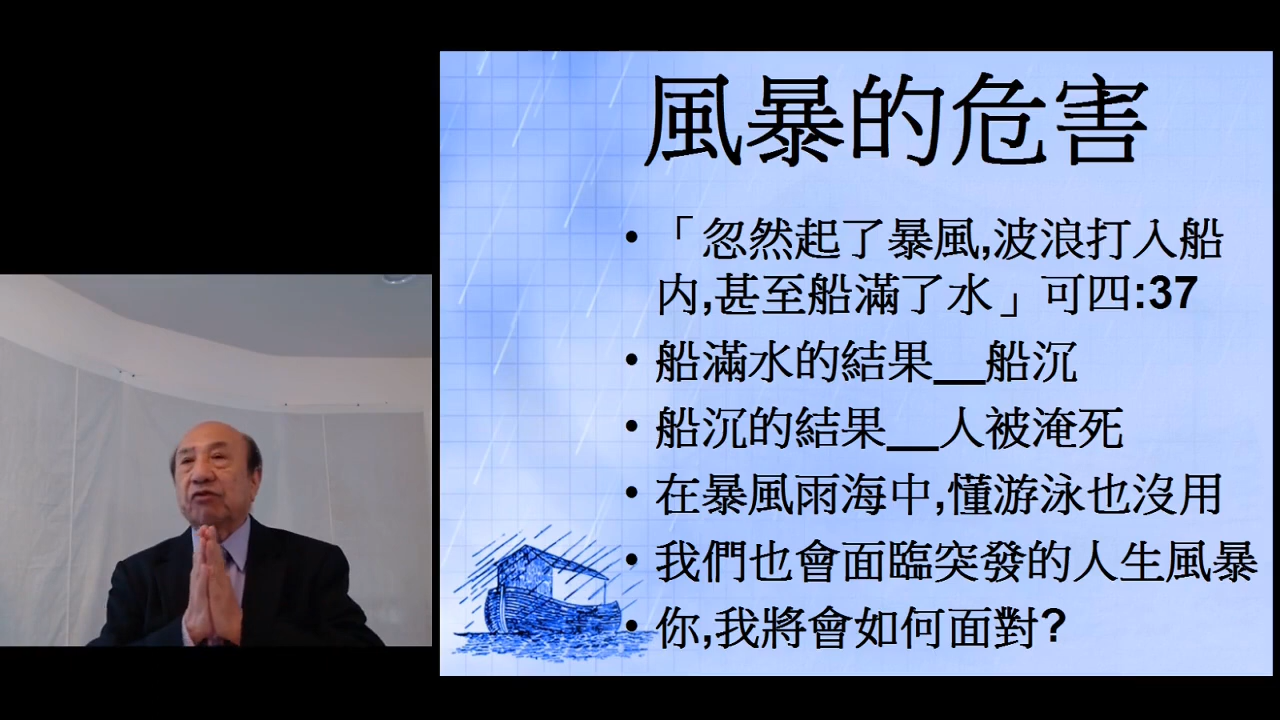 風暴的危害
• 「忽然起了暴風,波浪打入船
内,甚至船滿了水」可四:37
• 船滿水的結果__船沉
• 船沉的結果__人被淹死
• 在暴風雨海中,懂游泳也沒用
• 我們也會面臨突發的人生風暴
• 你,我將會如何面對?